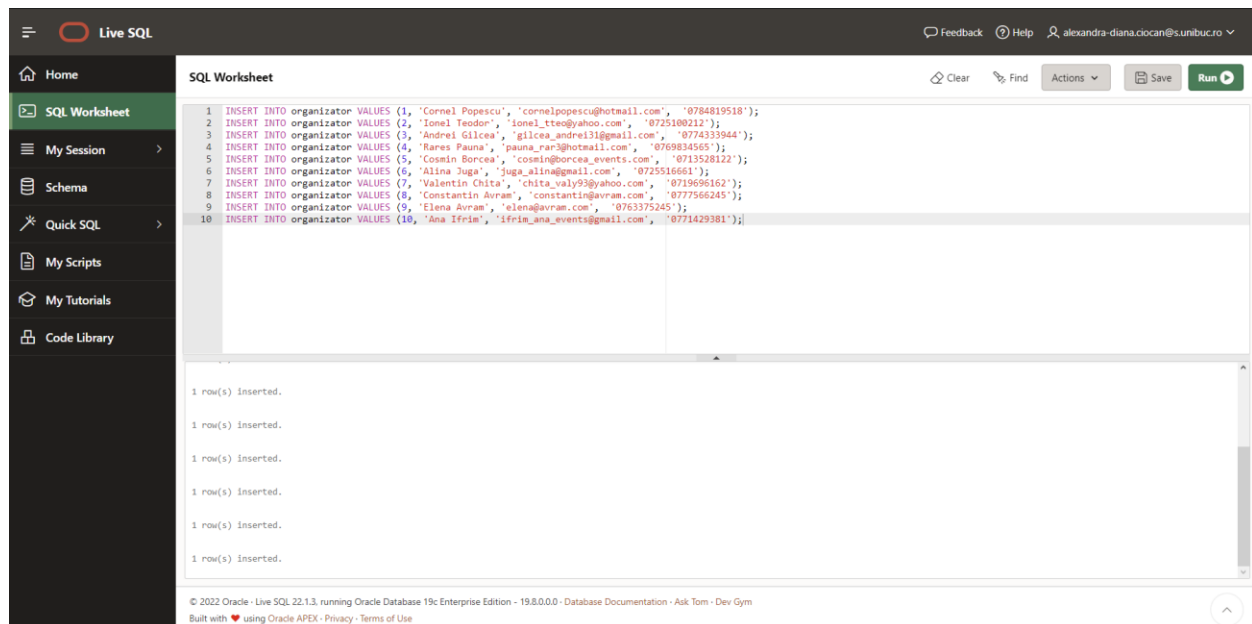 Live SQL
Feedback Help alexandra-diana.ciocan@s.unibuc.ro
Home
SQL Worksheet
My Session
Schema
Quick SQL
My Scripts
My Tutorials
Code Library
SQL Worksheet
Clear Find Actions Save Run
1 INSERT INTO organizator VALUES (1, 'Cornel Popescu', 'cornelpopescu@hotmail.com', '0784819518');
2 INSERT INTO organizator VALUES (2, 'Ionel Teodor', 'ionel_tteo@yahoo.com', '0725100212');
3 INSERT INTO organizator VALUES (3, 'Andrei Gilcea', 'gilcea_andrei31@gmail.com', '0774333944');
4 INSERT INTO organizator VALUES (4, 'Rares Pauna', 'pauna_rar3@hotmail.com', '0769834565');
5 INSERT INTO organizator VALUES (5, 'Cosmin Borcea', 'cosmin@borcea_events.com', '0713528122');
6 INSERT INTO organizator VALUES (6, 'Alina Juga', 'juga_alina@gmail.com', '0725516661');
7 INSERT INTO organizator VALUES (7, 'Valentin Chita', 'chita_valy93@yahoo.com', '0719696162');
8 INSERT INTO organizator VALUES (8, 'Constantin Avram', 'constantin@avram.com', '0777566245');
9 INSERT INTO organizator VALUES (9, 'Elena Avram', 'elena@avram.com', '0763375245');
10 INSERT INTO organizator VALUES (10, 'Ana Ifrim', 'ifrim_ana_events@gmail.com', '0771429381');
1 row(s) inserted.
1 row(s) inserted.
1 row(s) inserted.
1 row(s) inserted.
1 row(s) inserted.
1 row(s) inserted.
© 2022 Oracle · Live SQL 22.1.3, running Oracle Database 19c Enterprise Edition - 19.8.0.0.0 · Database Documentation · Ask Tom · Dev Gym
Built with ❤ using Oracle APEX · Privacy · Terms of Use